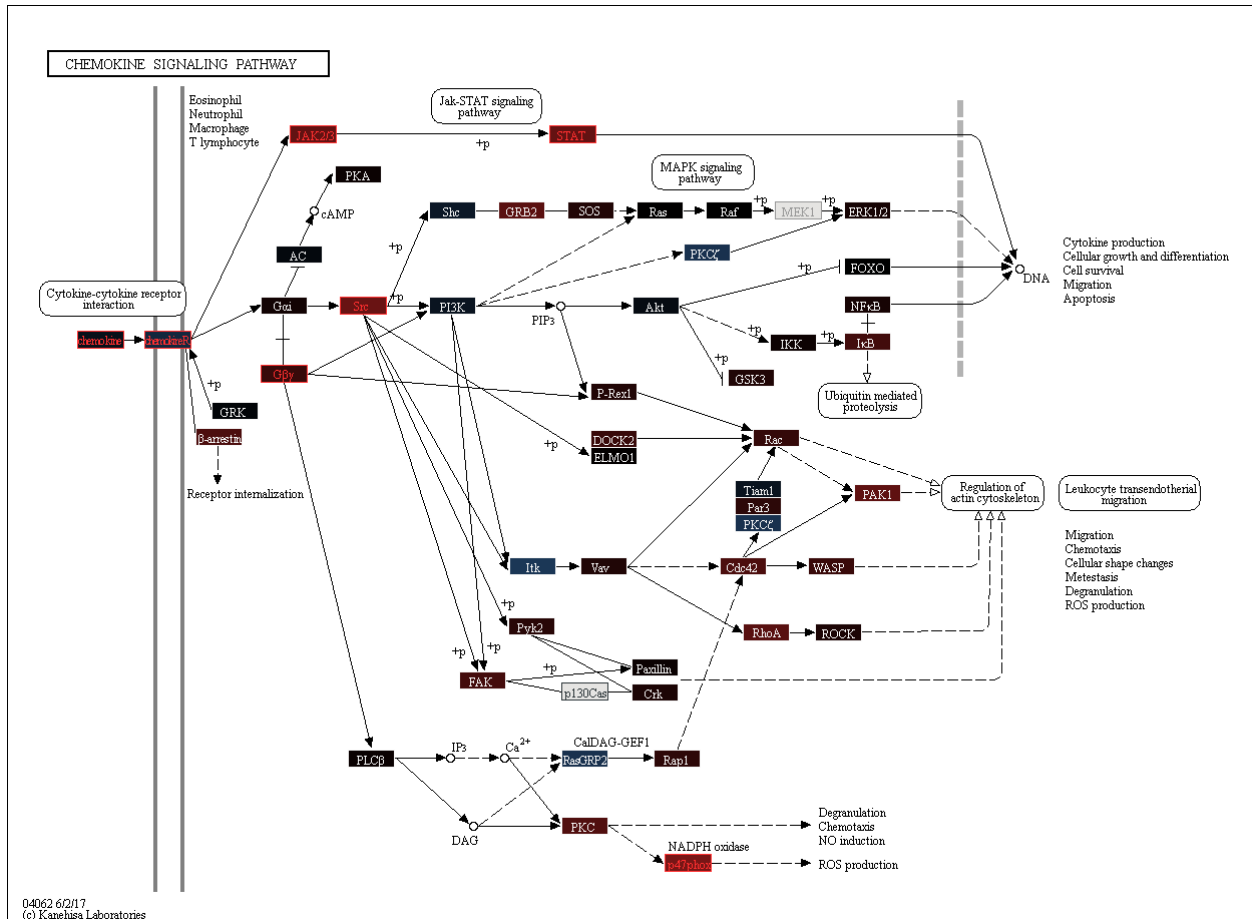 CHEMOKINE SIGNALING PATHWAY
Eosinophil
Neutrophil
Macrophage
T lymphocyte
Jak-STAT signaling
pathway
JAK2/3
STAT
+p
MAPK signaling
pathway
PKA
cAMP
AC
Shc
GRB2
SOS
Ras
Raf
+p
MEK1
+p
ERK1/2
+p
PKCζ
Cytokine production
Cellular growth and differentiation
Cell survival
Migration
Apoptosis
FOXO
DNA
Cytokine-cytokine receptor
interaction
Gαi
Src
+p
PI3K
PIP3
Akt
+p
NFκB
chemokine
chemokineR
+p
IKK
+p
IκB
Gβγ
+p
GSK3
Ubiquitin mediated
proteolysis
P-Rex1
+p
GRK
β-arrestin
Receptor internalization
+p
DOCK2
ELMO1
Rac
Tiam1
Par3
PKCζ
PAK1
Regulation of
actin cytoskeleton
Leukocyte transendotherial
migration
Migration
Chemotaxis
Cellular shape changes
Metestasis
Degranulation
ROS production
Itk
Vav
Cdc42
WASP
+p
Pyk2
RhoA
ROCK
+p
+p
+p
Paxillin
FAK
p130Cas
Crk
PLCβ
IP3
Ca2+
CalDAG-GEF1
RasGRP2
Rap1
DAG
PKC
Degranulation
Chemotaxis
NO induction
NADPH oxidase
p47phox
ROS production
04062 6/2/17
(c) Kanehisa Laboratories